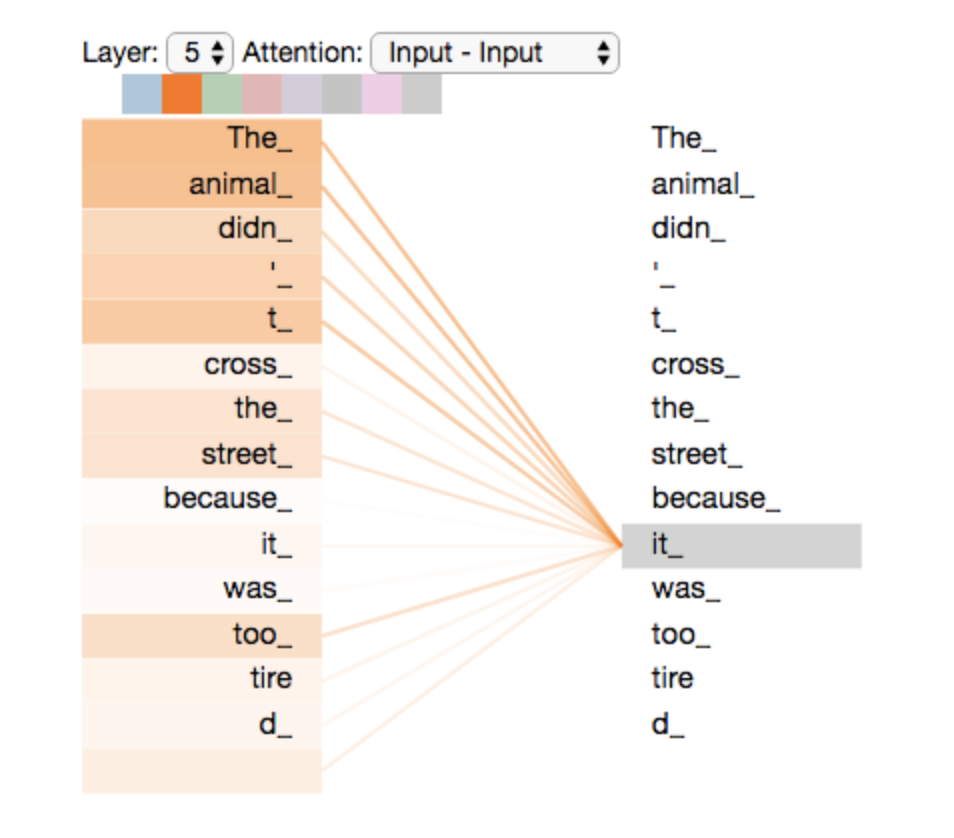 Layer: 5 Attention: Input - Input
The_ The_
animal_ animal_
didn_ didn_
'_ '_
t_ t_
cross_ cross_
the_ the_
street_ street_
because_ because_
it_ it_
was_ was_
too_ too_
tire tire
d_ d_